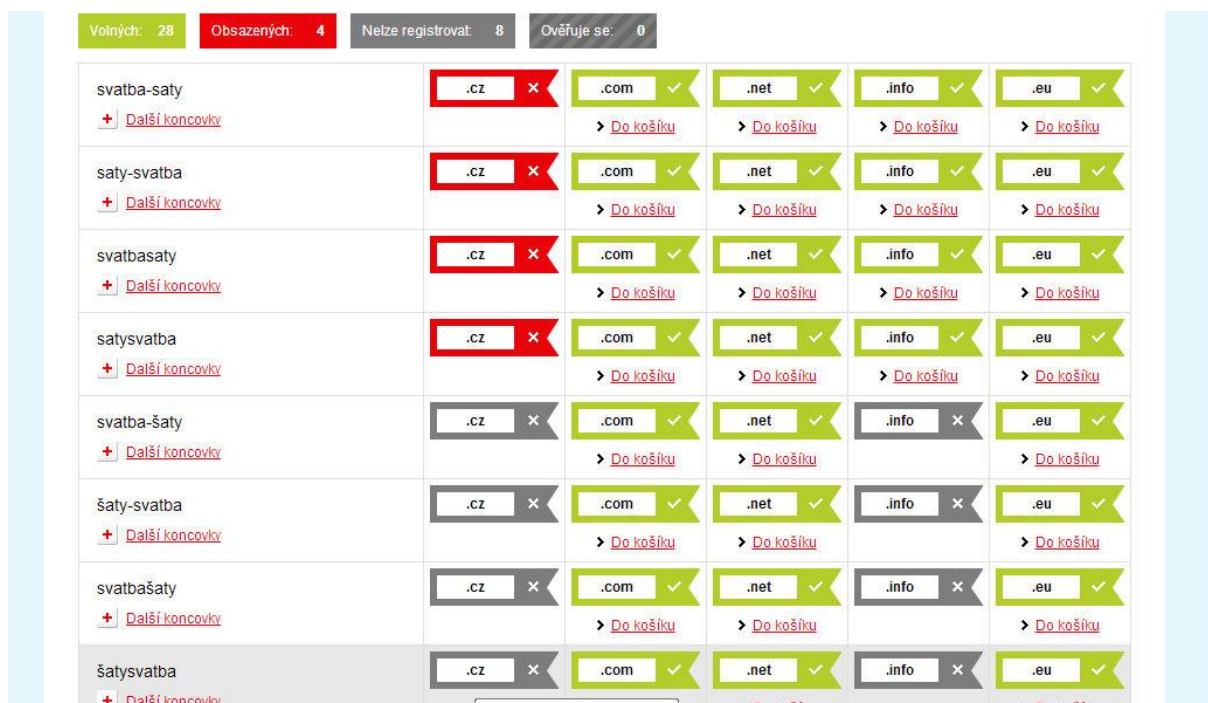 Volných: 28 Obsazených: 4 Nelze registrovat: 8 Ověřuje se: 0
svatba-saty .cz .com .net .info .eu
Další koncovky Do košíku Do košíku Do košíku Do košíku
saty-svatba .cz .com .net .info .eu
Další koncovky Do košíku Do košíku Do košíku Do košíku
svatbasaty .cz .com .net .info .eu
Další koncovky Do košíku Do košíku Do košíku Do košíku
satysvatba .cz .com .net .info .eu
Další koncovky Do košíku Do košíku Do košíku Do košíku
svatba-šaty .cz .com .net .info .eu
Další koncovky Do košíku Do košíku Do košíku
šaty-svatba .cz .com .net .info .eu
Další koncovky Do košíku Do košíku Do košíku
svatbašaty .cz .com .net .info .eu
Další koncovky Do košíku Do košíku Do košíku
šatysvatba .cz .com .net .info .eu
Další koncovky